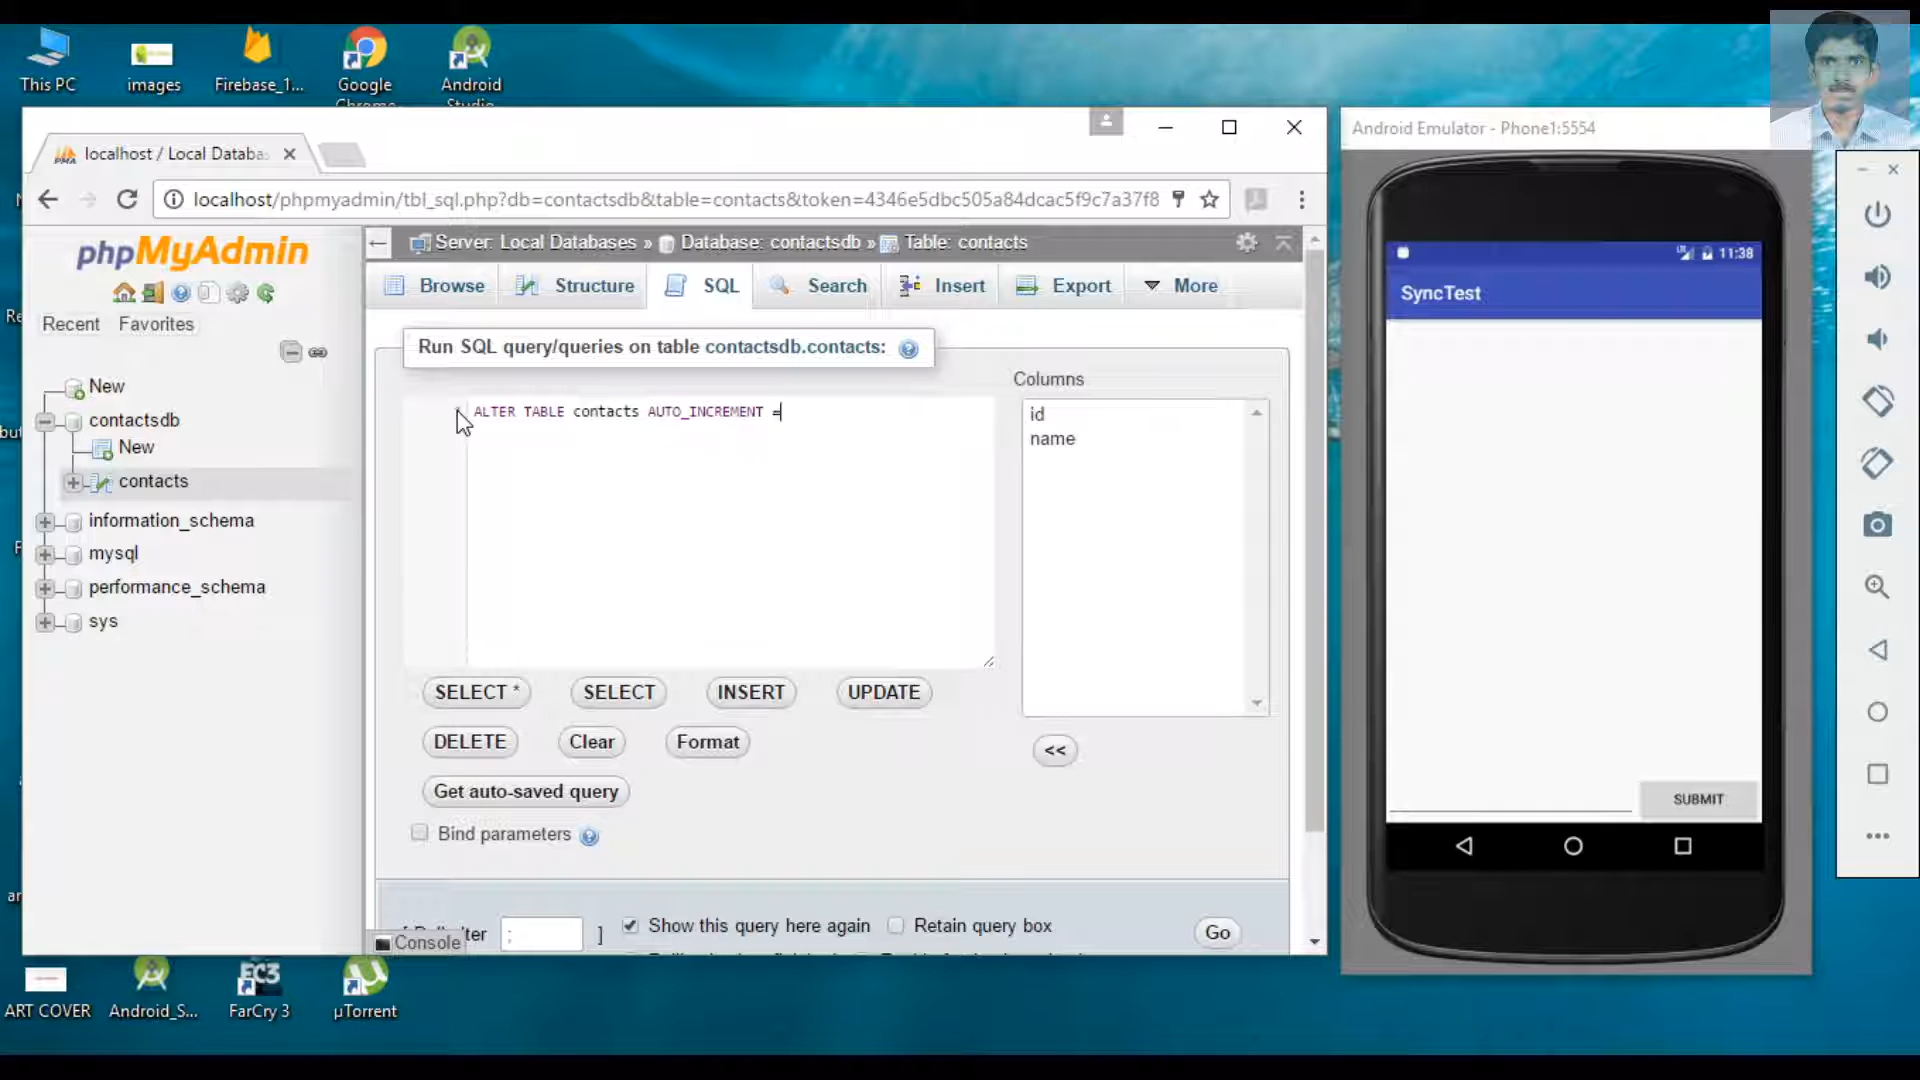 This PC
images
Firebase_1...
Google
Chrome
Android
Studio
localhost / Local Databa
localhost/phpmyadmin/tbl_sql.php?db=contactsdb&table=contacts&token=4346e5dbc505a84dcac5f9c7a37f8
phpMyAdmin
Recent Favorites
New
contactsdb
New
contacts
information_schema
mysql
performance_schema
sys
Server: Local Databases » Database: contactsdb » Table: contacts
Browse Structure SQL Search Insert Export More
Run SQL query/queries on table contactsdb.contacts:
ALTER TABLE contacts AUTO_INCREMENT =
Columns
id
name
SELECT * SELECT INSERT UPDATE
DELETE Clear Format
<<
Get auto-saved query
Bind parameters
[ ; ] Show this query here again Retain query box Go
Console
Android Emulator - Phone1:5554
11:38
SyncTest
SUBMIT
ART COVER
Android_S...
FarCry 3
µTorrent